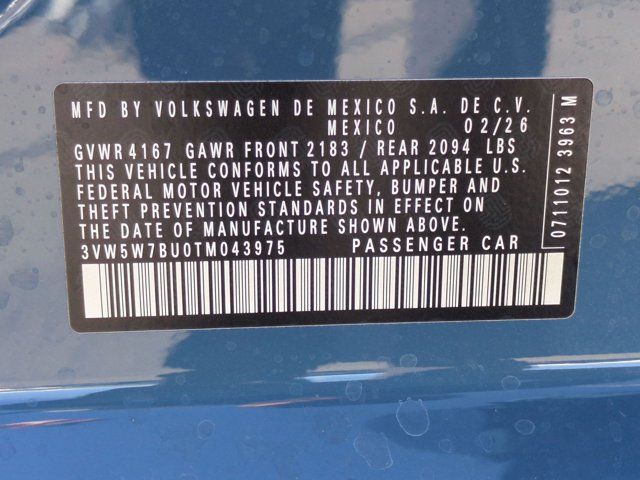 MFD BY VOLKSWAGEN DE MEXICO S.A. DE C.V.
MEXICO 02/26
GVWR 4167 GAWR FRONT 2183 / REAR 2094 LBS
THIS VEHICLE CONFORMS TO ALL APPLICABLE U.S.
FEDERAL MOTOR VEHICLE SAFETY, BUMPER AND
THEFT PREVENTION STANDARDS IN EFFECT ON
THE DATE OF MANUFACTURE SHOWN ABOVE.
3VW5W7BU0TM043975 PASSENGER CAR
0711012 3963 M